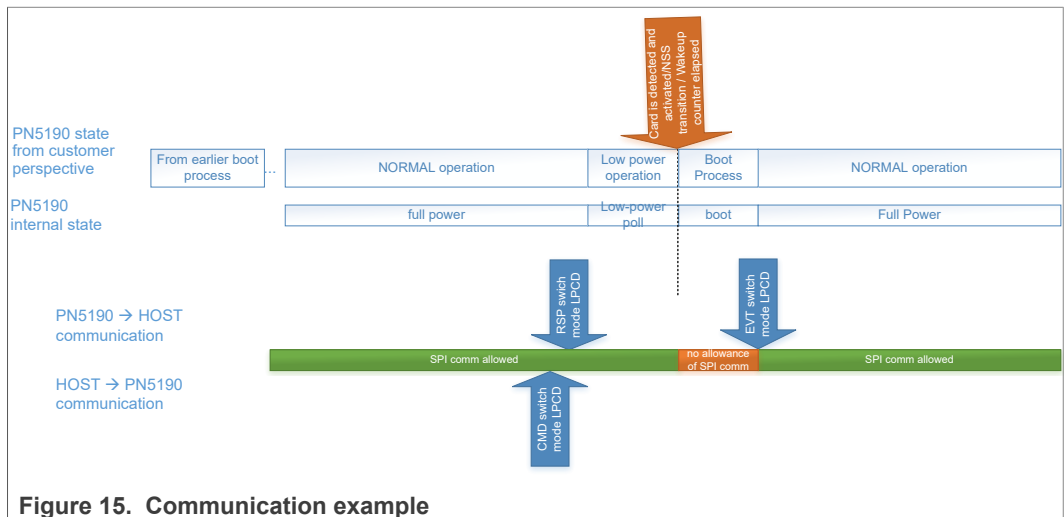 Card is detected and
activated/NSS
transition / Wakeup
counter elapsed
PN5190 state
from customer
perspective
From earlier boot
process
...
NORMAL operation
Low power
operation
Boot
Process
NORMAL operation
PN5190
internal state
full power
Low-power
poll
boot
Full Power
PN5190 → HOST
communication
RSP swich
mode LPCD
EVT switch
mode LPCD
SPI comm allowed
no allowance
of SPI comm
SPI comm allowed
HOST → PN5190
communication
CMD switch
mode LPCD
Figure 15. Communication example